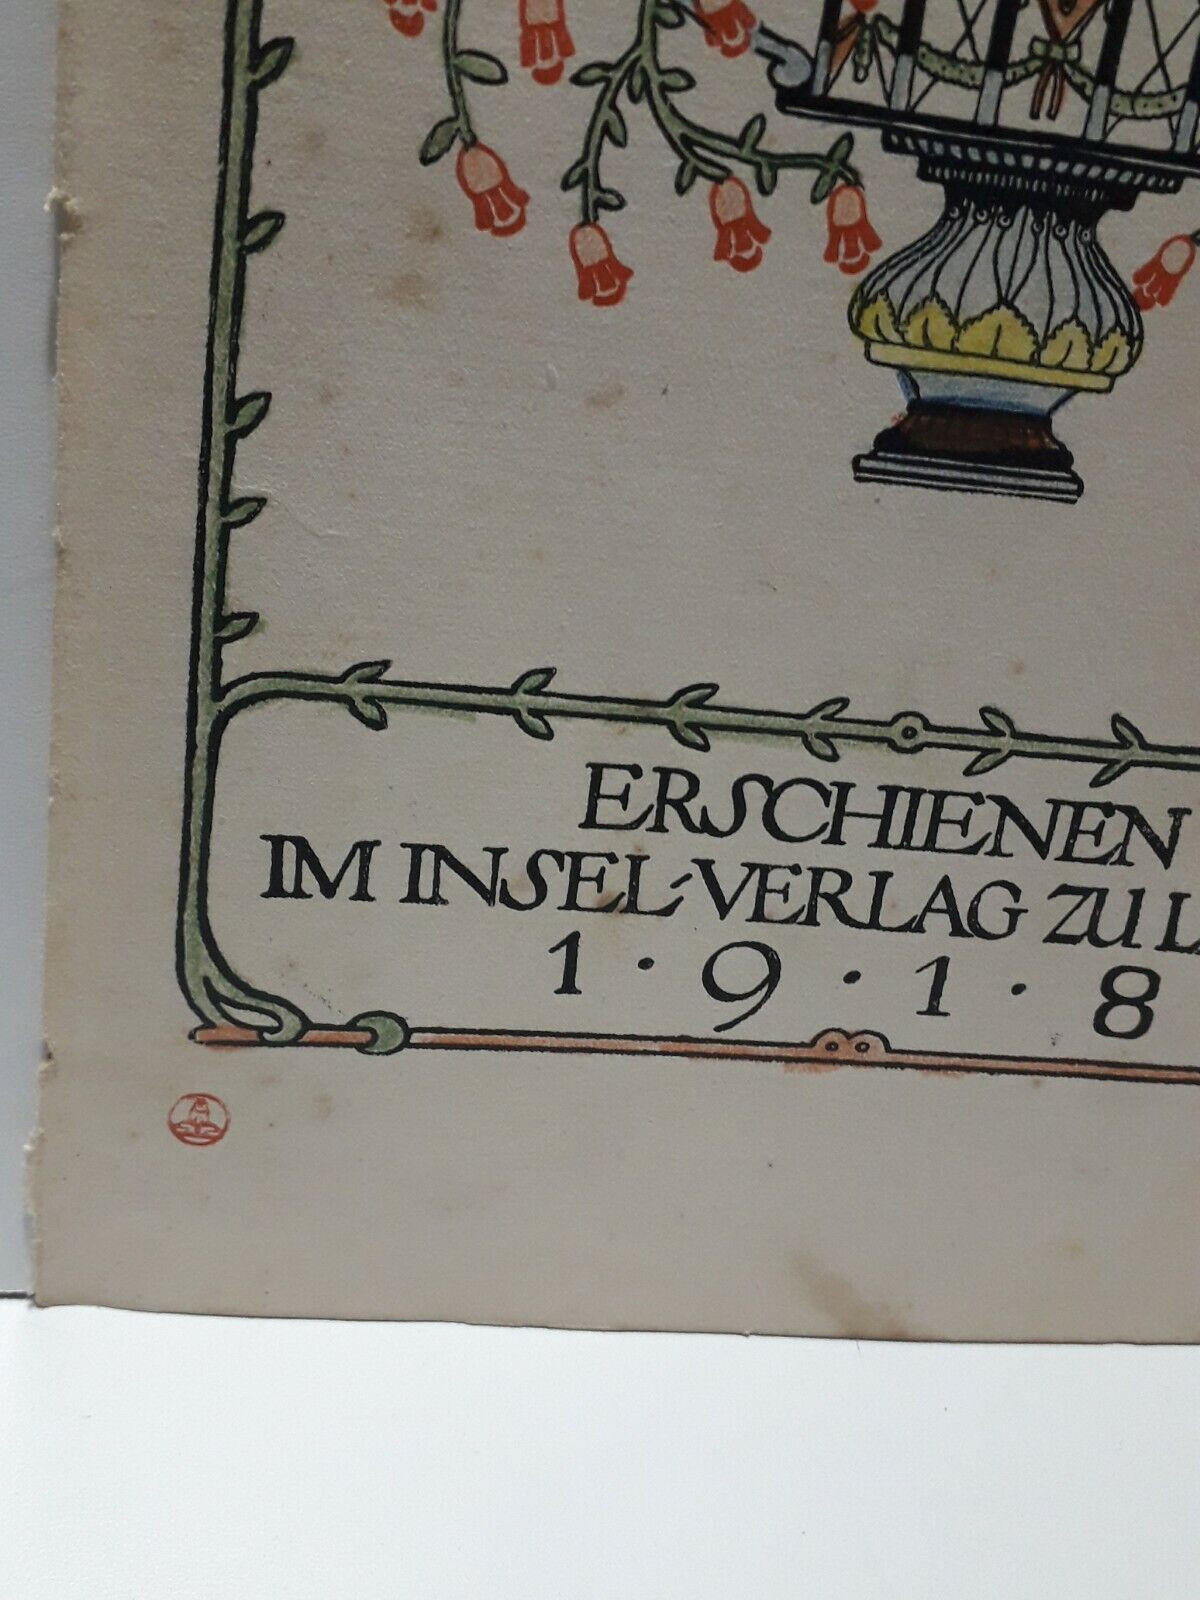 ERSCHIENEN
IM INSEL-VERLAG ZU
1 · 9 · 1 · 8